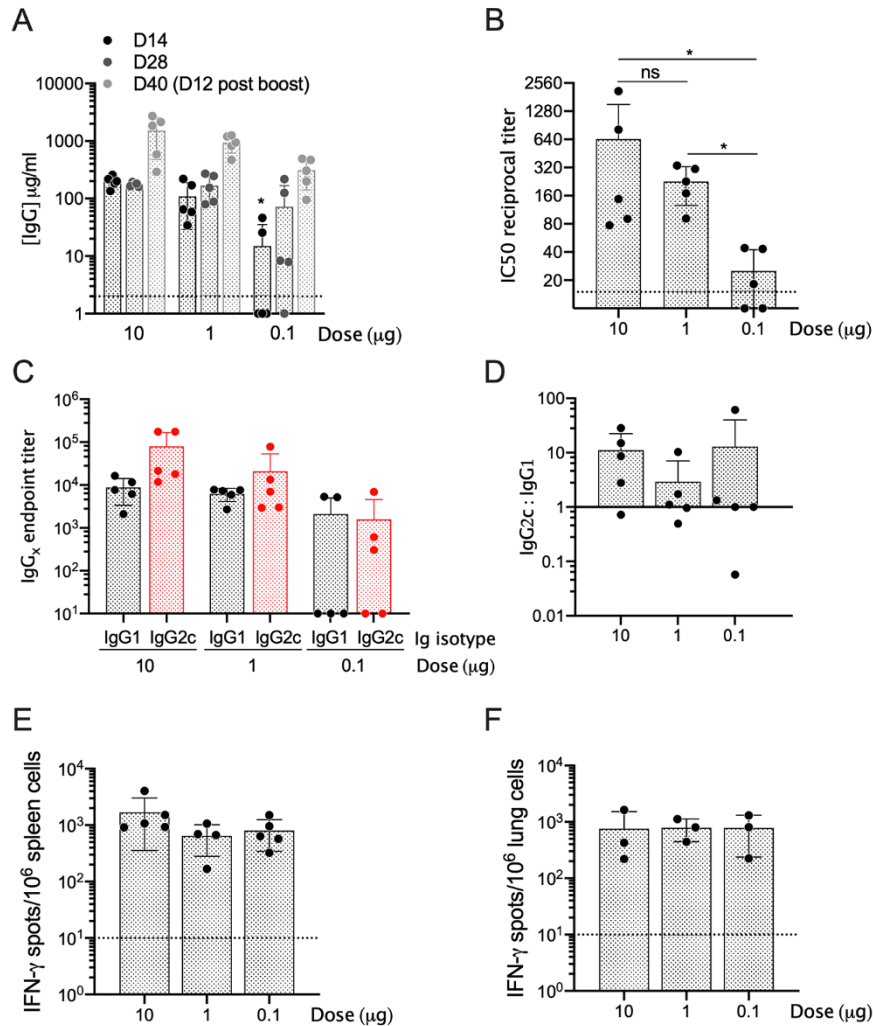 A
D14
D28
D40 (D12 post boost)
[IgG] μg/ml
10000
1000
100
10
1
*
10 1 0.1 Dose (μg)
B
IC50 reciprocal titer
2560
1280
640
320
160
80
40
20
*
ns
*
10 1 0.1 Dose (μg)
C
IgGx endpoint titer
10⁶
10⁵
10⁴
10³
10²
10¹
IgG1 IgG2c IgG1 IgG2c IgG1 IgG2c Ig isotype
10 1 0.1 Dose (μg)
D
IgG2c : IgG1
100
10
1
0.1
0.01
10 1 0.1 Dose (μg)
E
IFN-γ spots/10⁶ spleen cells
10⁴
10³
10²
10¹
10⁰
10 1 0.1 Dose (μg)
F
IFN-γ spots/10⁶ lung cells
10⁴
10³
10²
10¹
10⁰
10 1 0.1 Dose (μg)